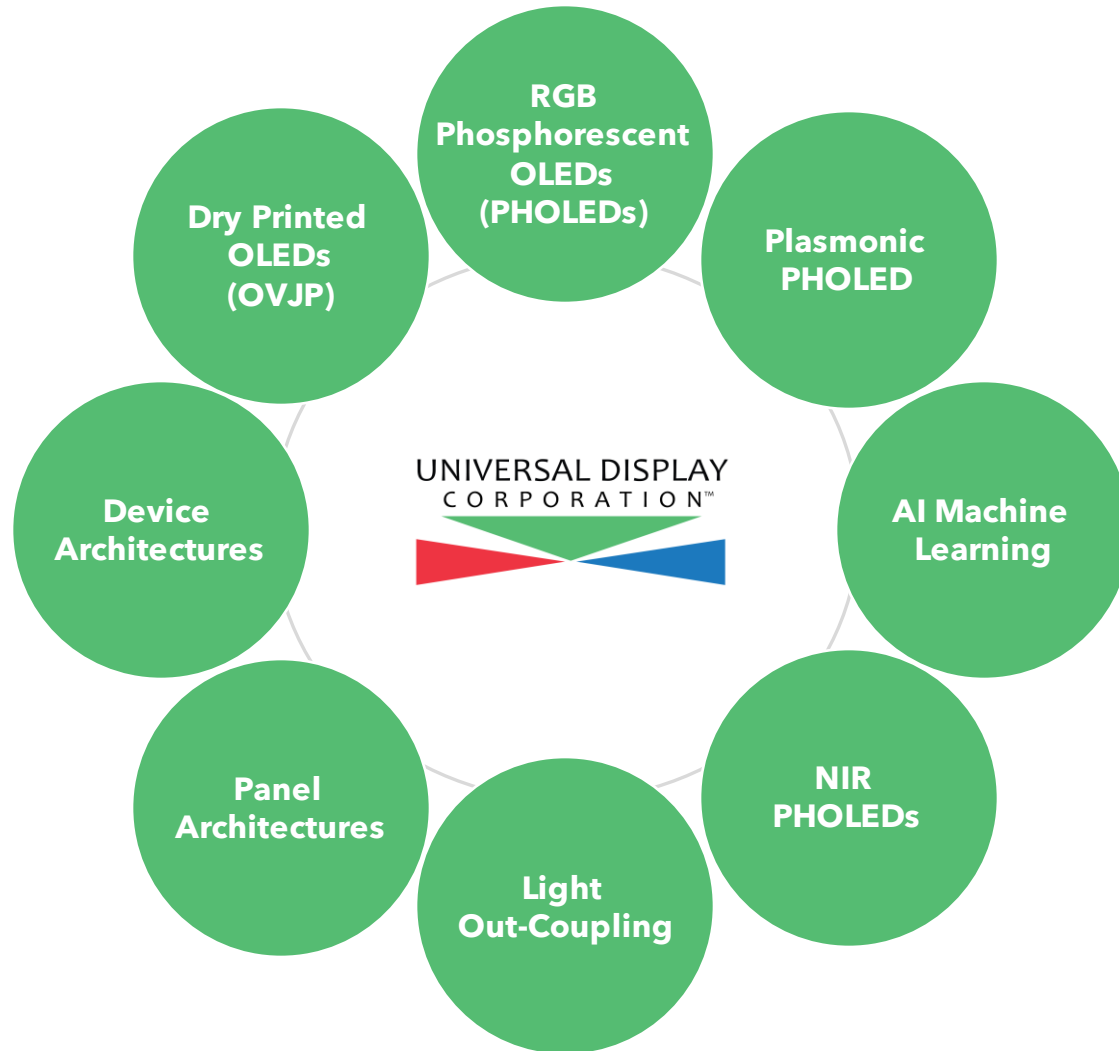 RGB
Phosphorescent
OLEDs
(PHOLEDs)
Plasmonic
PHOLED
AI Machine
Learning
NIR
PHOLEDs
Light
Out-Coupling
Panel
Architectures
Device
Architectures
Dry Printed
OLEDs
(OVJP)
UNIVERSAL DISPLAY
CORPORATION™